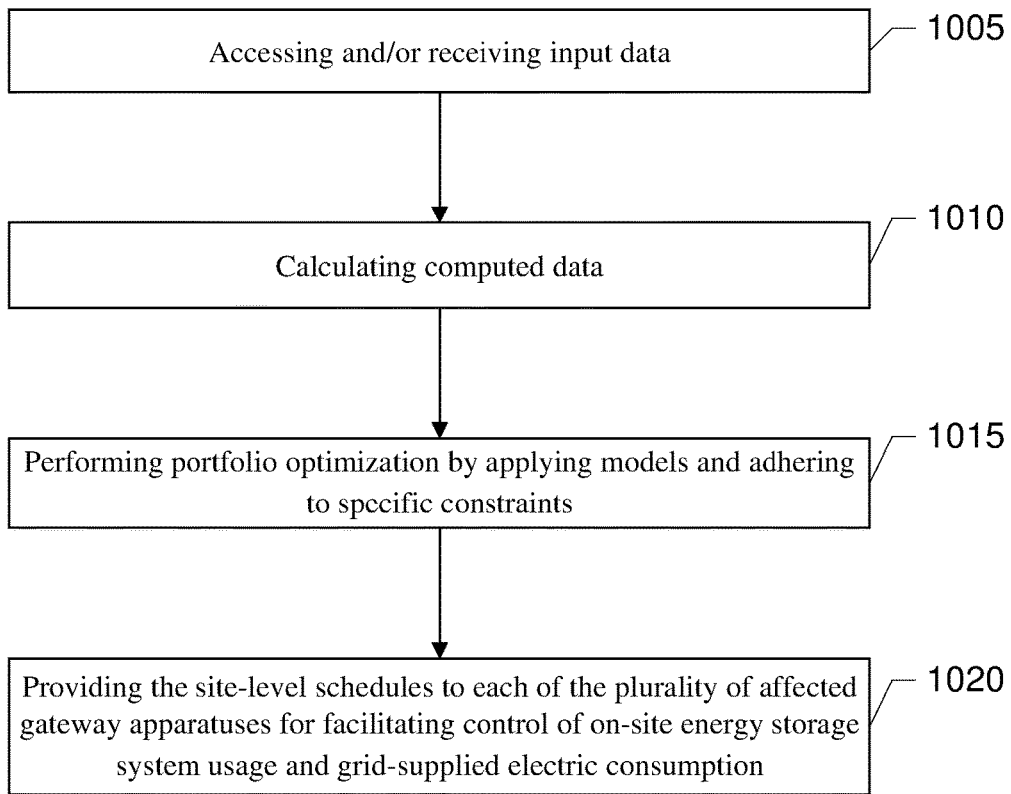 Accessing and/or receiving input data
1005
Calculating computed data
1010
Performing portfolio optimization by applying models and adhering
to specific constraints
1015
Providing the site-level schedules to each of the plurality of affected
gateway apparatuses for facilitating control of on-site energy storage
system usage and grid-supplied electric consumption
1020